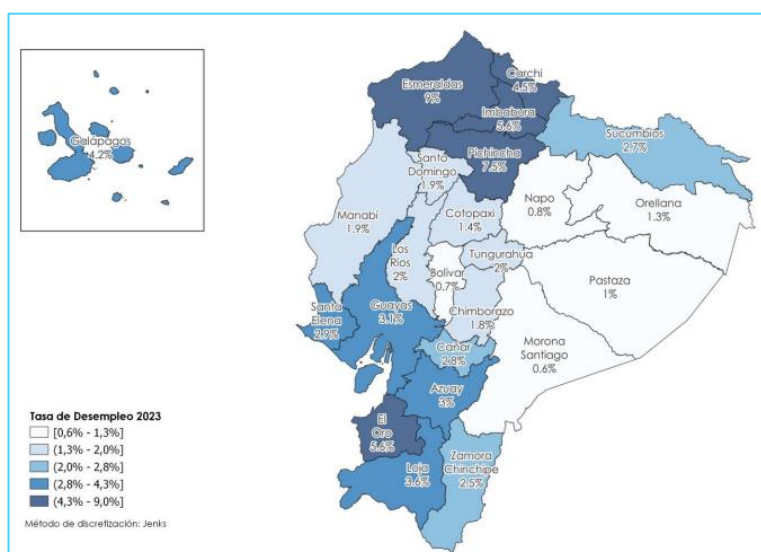 Galápagos
4.2%
Esmeraldas
9%
Carchi
4.5%
Imbabura
5.6%
Pichincha
7.5%
Sucumbíos
2.7%
Santo
Domingo
1.9%
Manabí
1.9%
Cotopaxi
1.4%
Napo
0.8%
Orellana
1.3%
Los
Ríos
2%
Bolívar
0.7%
Tungurahua
2%
Pastaza
1%
Santa
Elena
2.9%
Guayas
3.1%
Chimborazo
1.8%
Morona
Santiago
0.6%
Cañar
2.8%
Azuay
3%
El
Oro
5.6%
Loja
3.6%
Zamora
Chinchipe
2.5%
Tasa de Desempleo 2023
[0,6% - 1,3%]
(1,3% - 2,0%]
(2,0% - 2,8%]
(2,8% - 4,3%]
(4,3% - 9,0%]
Método de discretización: Jenks